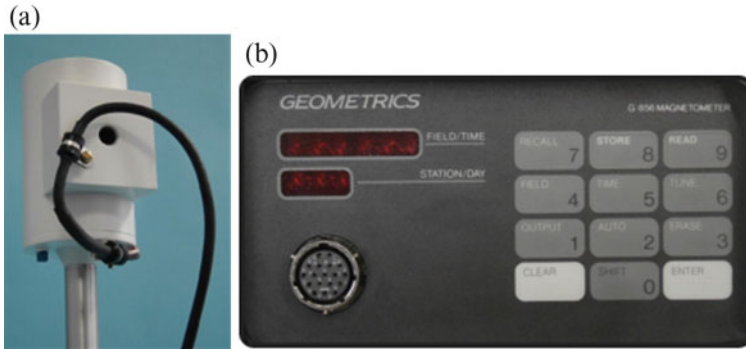 (a)
(b)
GEOMETRICS
G-856 MAGNETOMETER
FIELD/TIME
STATION/DAY
RECALL 7
STORE 8
READ 9
FIELD 4
TIME 5
TUNE 6
OUTPUT 1
AUTO 2
ERASE 3
CLEAR
SHIFT 0
ENTER